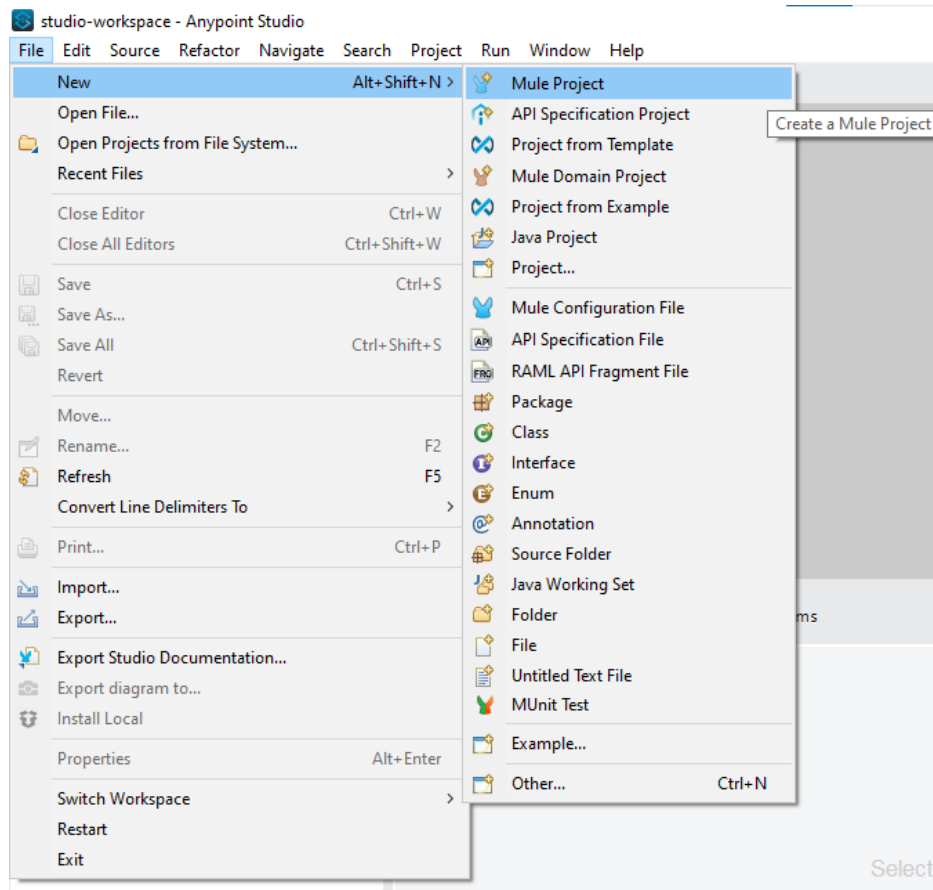 studio-workspace - Anypoint Studio
File Edit Source Refactor Navigate Search Project Run Window Help
New Alt+Shift+N >
Open File...
Open Projects from File System...
Recent Files >
Close Editor Ctrl+W
Close All Editors Ctrl+Shift+W
Save Ctrl+S
Save As...
Save All Ctrl+Shift+S
Revert
Move...
Rename... F2
Refresh F5
Convert Line Delimiters To >
Print... Ctrl+P
Import...
Export...
Export Studio Documentation...
Export diagram to...
Install Local
Properties Alt+Enter
Switch Workspace >
Restart
Exit
Mule Project
API Specification Project
Project from Template
Mule Domain Project
Project from Example
Java Project
Project...
Mule Configuration File
API Specification File
RAML API Fragment File
Package
Class
Interface
Enum
Annotation
Source Folder
Java Working Set
Folder
File
Untitled Text File
MUnit Test
Example...
Other... Ctrl+N
Create a Mule Project
ms
Select